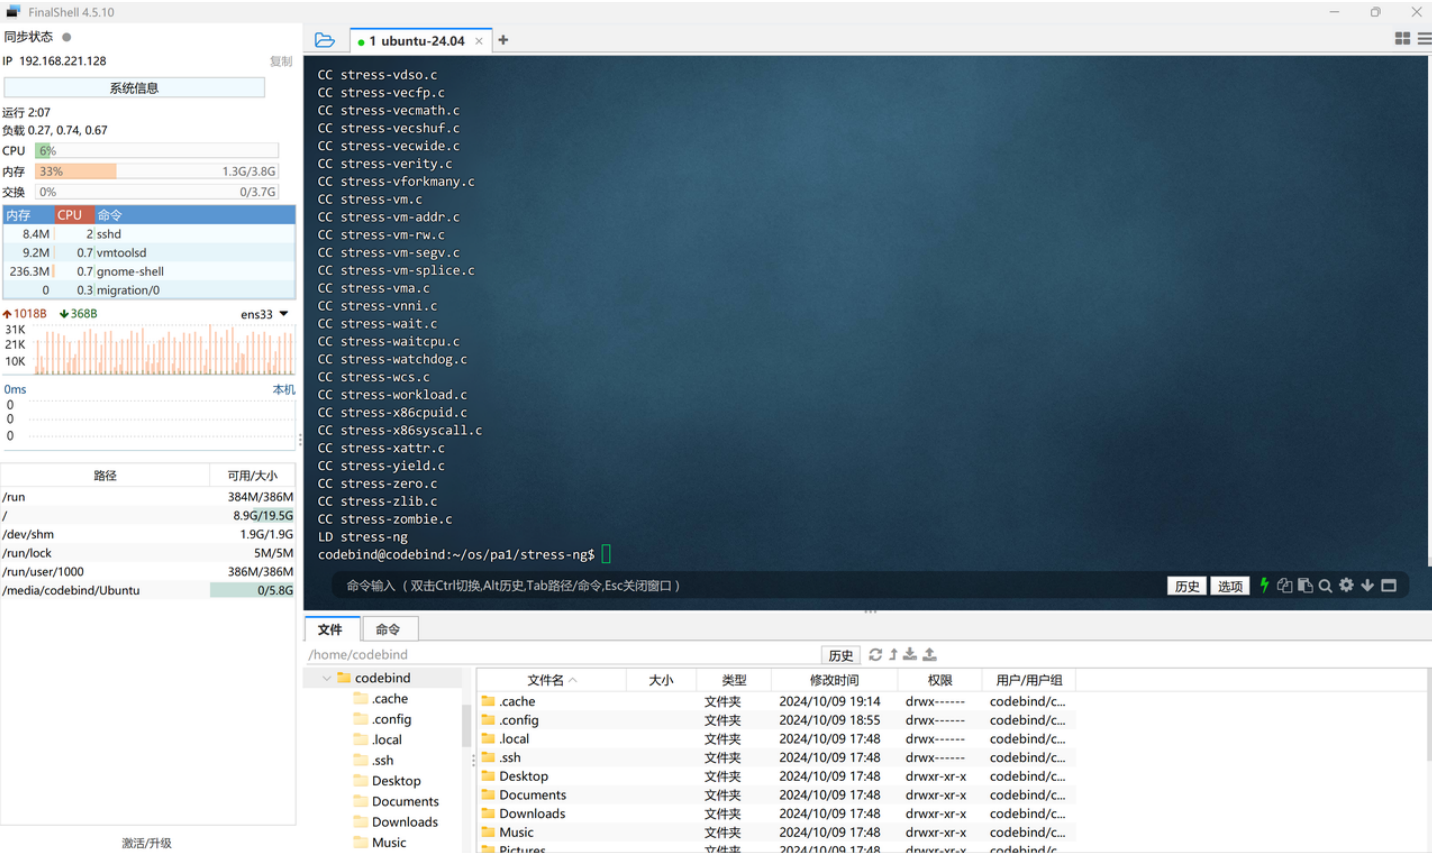 FinalShell 4.5.10
同步状态
IP 192.168.221.128
复制
系统信息
运行 2:07
负载 0.27, 0.74, 0.67
CPU 6%
内存 33% 1.3G/3.8G
交换 0% 0/3.7G
内存 CPU 命令
8.4M 2 sshd
9.2M 0.7 vmtoolsd
236.3M 0.7 gnome-shell
0 0.3 migration/0
1018B 368B ens33
31K
21K
10K
0ms 本机
0
0
0
路径 可用/大小
/run 384M/386M
/ 8.9G/19.5G
/dev/shm 1.9G/1.9G
/run/lock 5M/5M
/run/user/1000 386M/386M
/media/codebind/Ubuntu 0/5.8G
激活/升级
1 ubuntu-24.04
CC stress-vdso.c
CC stress-vecfp.c
CC stress-vecmath.c
CC stress-vecshuf.c
CC stress-vecwide.c
CC stress-verity.c
CC stress-vforkmany.c
CC stress-vm.c
CC stress-vm-addr.c
CC stress-vm-rw.c
CC stress-vm-segv.c
CC stress-vm-splice.c
CC stress-vma.c
CC stress-vnni.c
CC stress-wait.c
CC stress-waitcpu.c
CC stress-watchdog.c
CC stress-wcs.c
CC stress-workload.c
CC stress-x86cpuid.c
CC stress-x86syscall.c
CC stress-xattr.c
CC stress-yield.c
CC stress-zero.c
CC stress-zlib.c
CC stress-zombie.c
LD stress-ng
codebind@codebind:~/os/pa1/stress-ng$
命令输入 ( 双击Ctrl切换,Alt历史,Tab路径/命令,Esc关闭窗口 )
历史 选项
文件 命令
/home/codebind
历史
codebind
.cache
.config
.local
.ssh
Desktop
Documents
Downloads
Music
文件名 大小 类型 修改时间 权限 用户/用户组
.cache 文件夹 2024/10/09 19:14 drwx------ codebind/c...
.config 文件夹 2024/10/09 18:55 drwx------ codebind/c...
.local 文件夹 2024/10/09 17:48 drwx------ codebind/c...
.ssh 文件夹 2024/10/09 17:48 drwx------ codebind/c...
Desktop 文件夹 2024/10/09 17:48 drwxr-xr-x codebind/c...
Documents 文件夹 2024/10/09 17:48 drwxr-xr-x codebind/c...
Downloads 文件夹 2024/10/09 17:48 drwxr-xr-x codebind/c...
Music 文件夹 2024/10/09 17:48 drwxr-xr-x codebind/c...
Pictures 文件夹 2024/10/09 17:48 drwxr-xr-x codebind/c...